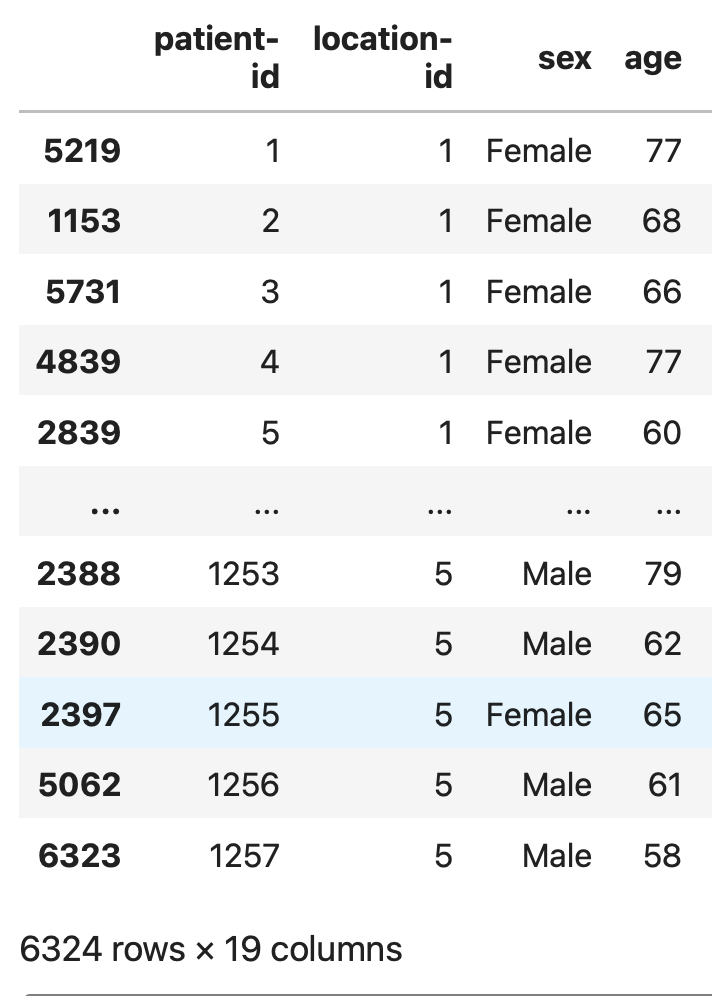 patient-id location-id sex age
5219 1 1 Female 77
1153 2 1 Female 68
5731 3 1 Female 66
4839 4 1 Female 77
2839 5 1 Female 60
... ... ... ... ...
2388 1253 5 Male 79
2390 1254 5 Male 62
2397 1255 5 Female 65
5062 1256 5 Male 61
6323 1257 5 Male 58
6324 rows × 19 columns